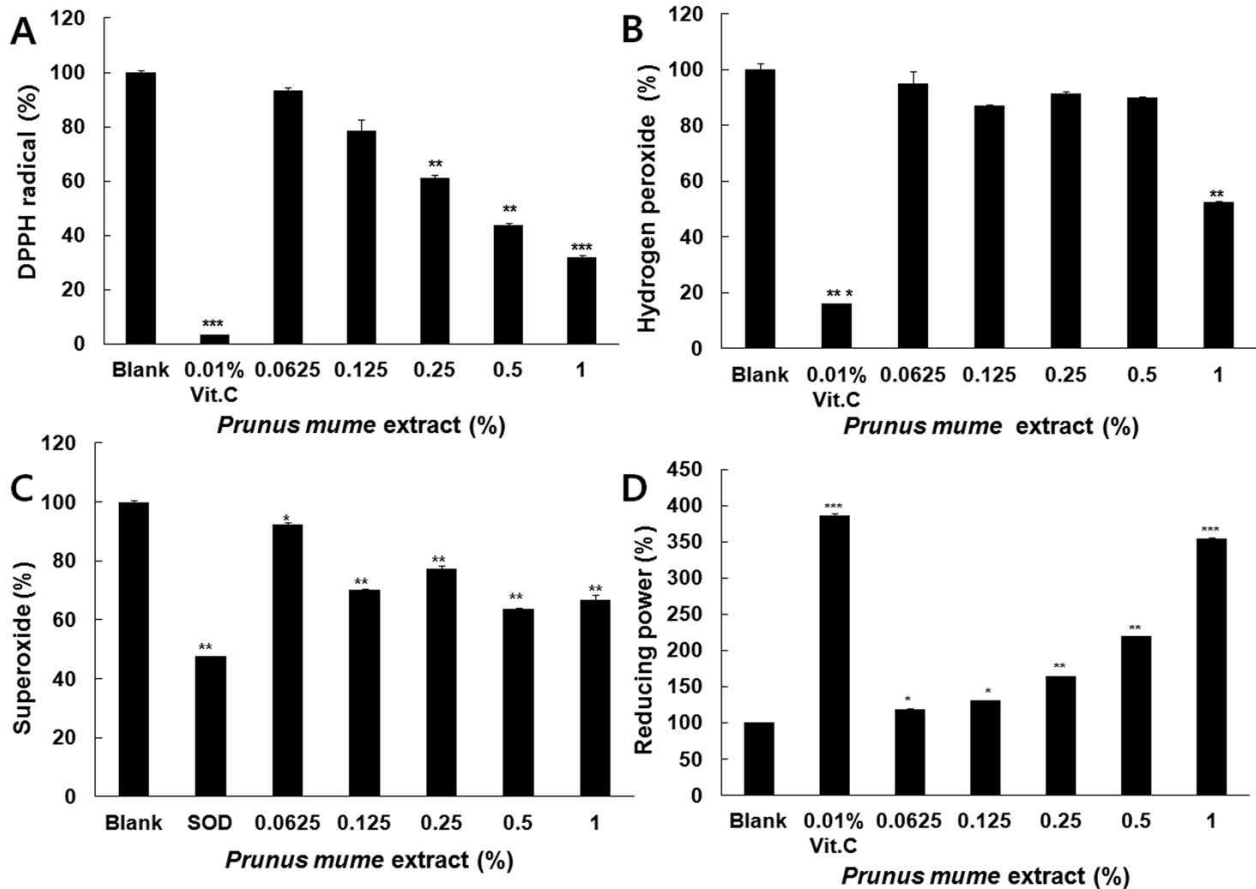 A
DPPH radical (%)
120
100
80
60
40
20
0
***
**
**
***
Blank 0.01% 0.0625 0.125 0.25 0.5 1
Vit.C
Prunus mume extract (%)
B
Hydrogen peroxide (%)
120
100
80
60
40
20
0
** *
**
Blank 0.01% 0.0625 0.125 0.25 0.5 1
Vit.C
Prunus mume extract (%)
C
Superoxide (%)
120
100
80
60
40
20
0
**
*
**
**
**
**
Blank SOD 0.0625 0.125 0.25 0.5 1
Prunus mume extract (%)
D
Reducing power (%)
450
400
350
300
250
200
150
100
50
0
***
*
*
**
**
***
Blank 0.01% 0.0625 0.125 0.25 0.5 1
Vit.C
Prunus mume extract (%)